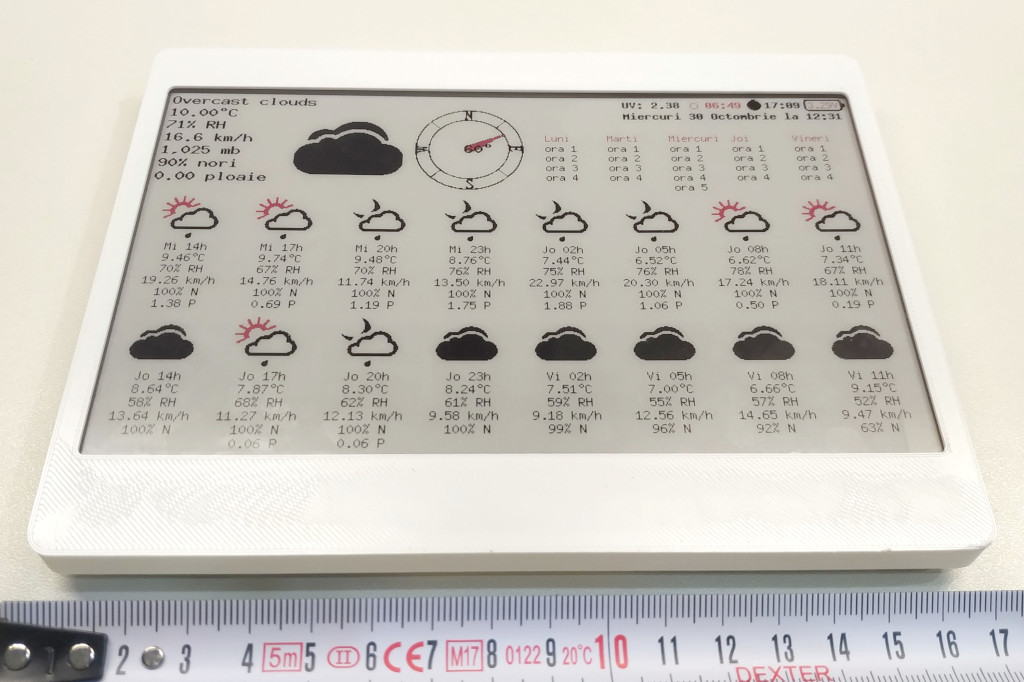 Overcast clouds
10.00°C
71% RH
16.6 km/h
1.025 mb
90% nori
0.00 ploaie
N
S
60°
UV: 2.38 06:49 17:09 3.29V
Miercuri 30 Octombrie la 12:31
Luni Marti Miercuri Joi Vineri
ora 1 ora 1 ora 1 ora 1 ora 1
ora 2 ora 2 ora 2 ora 2 ora 2
ora 3 ora 3 ora 3 ora 3 ora 3
ora 4 ora 4 ora 4 ora 4 ora 4
ora 5
Mi 14h Mi 17h Mi 20h Mi 23h Jo 02h Jo 05h Jo 08h Jo 11h
9.46°C 9.74°C 9.48°C 8.76°C 7.44°C 6.52°C 6.62°C 7.34°C
70% RH 67% RH 70% RH 76% RH 75% RH 76% RH 78% RH 67% RH
19.26 km/h 14.76 km/h 11.74 km/h 13.50 km/h 22.97 km/h 20.30 km/h 17.24 km/h 18.11 km/h
100% N 100% N 100% N 100% N 100% N 100% N 100% N 100% N
1.38 P 0.69 P 1.19 P 1.75 P 1.88 P 1.06 P 0.50 P 0.19 P
Jo 14h Jo 17h Jo 20h Jo 23h Vi 02h Vi 05h Vi 08h Vi 11h
8.64°C 7.87°C 8.30°C 8.24°C 7.51°C 7.00°C 6.66°C 9.15°C
58% RH 68% RH 62% RH 61% RH 59% RH 55% RH 57% RH 52% RH
13.64 km/h 11.27 km/h 12.13 km/h 9.58 km/h 9.18 km/h 12.56 km/h 14.65 km/h 9.47 km/h
100% N 100% N 100% N 100% N 99% N 96% N 92% N 63% N
0.06 P 0.06 P
1 2 3 4 5m 5 II 6 CE 7 M17 8 0122 9 20°C 10 11 12 13 14 15 16 17
DEXTER